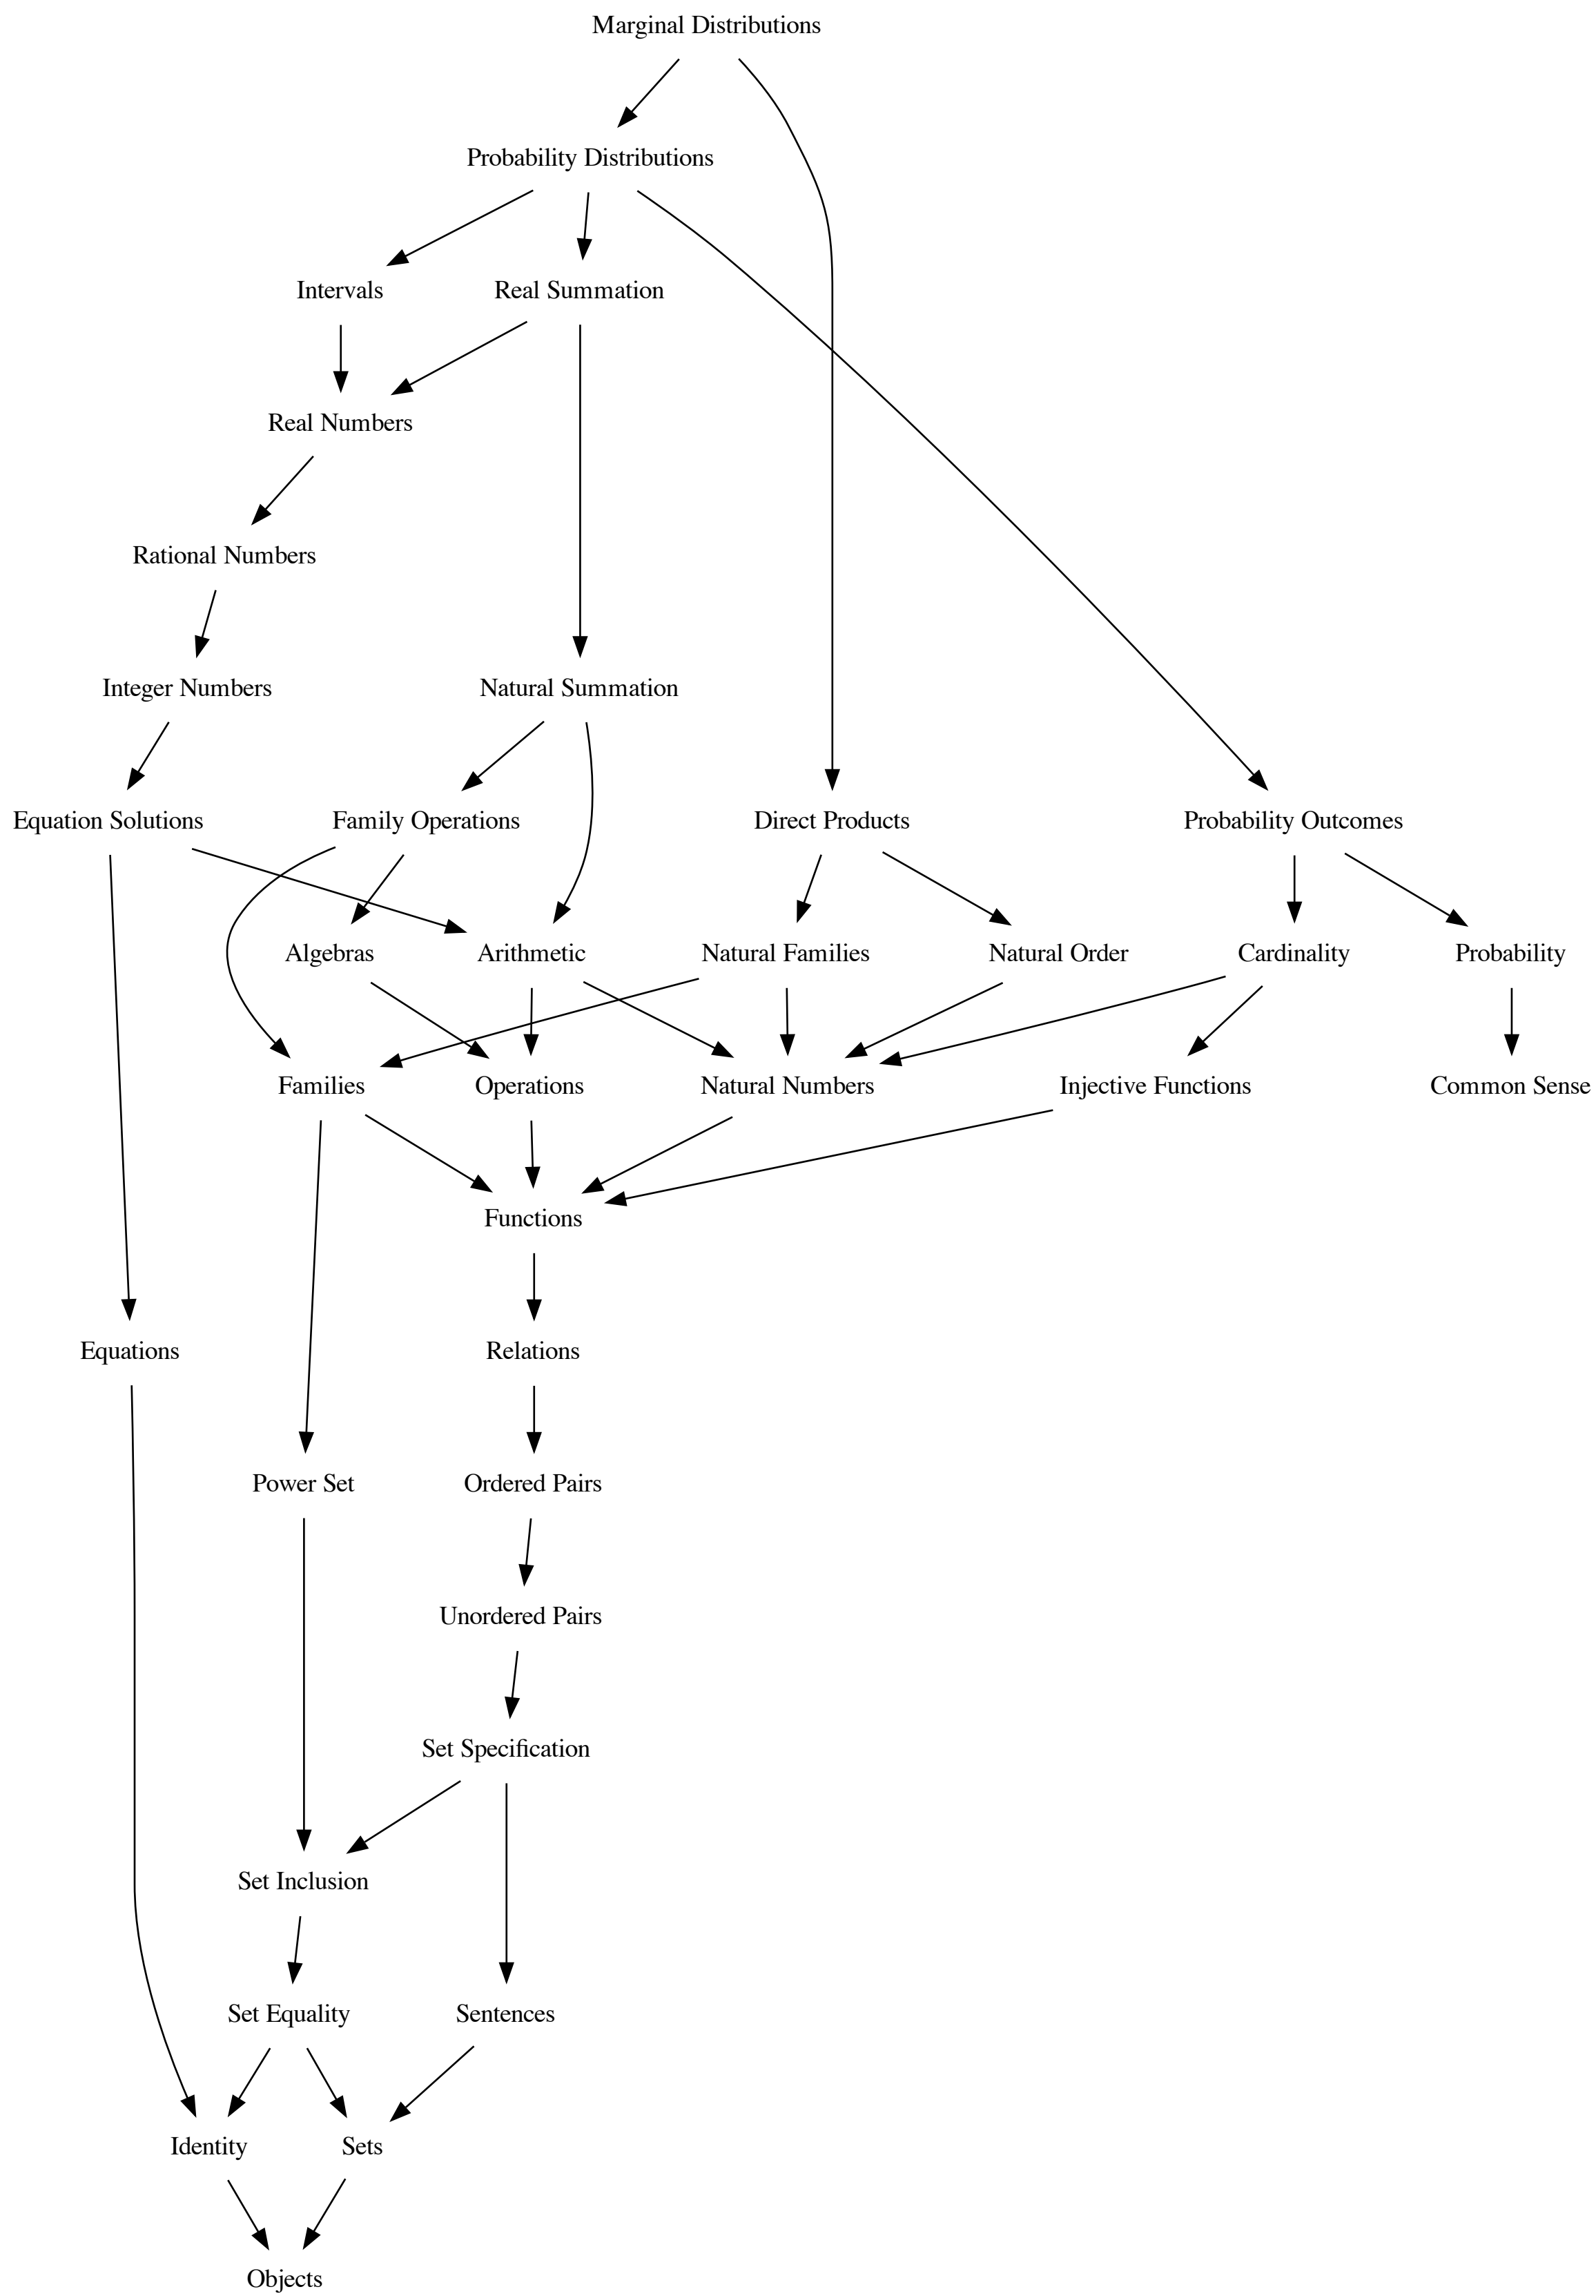 Marginal Distributions
Probability Distributions
Intervals
Real Summation
Real Numbers
Rational Numbers
Integer Numbers
Natural Summation
Equation Solutions
Family Operations
Direct Products
Probability Outcomes
Algebras
Arithmetic
Natural Families
Natural Order
Cardinality
Probability
Families
Operations
Natural Numbers
Injective Functions
Common Sense
Functions
Equations
Relations
Power Set
Ordered Pairs
Unordered Pairs
Set Specification
Set Inclusion
Set Equality
Sentences
Identity
Sets
Objects